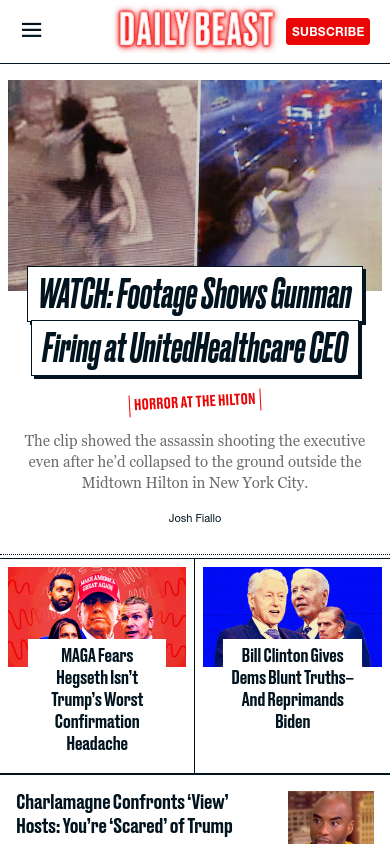 DAILY BEAST
SUBSCRIBE
WATCH: Footage Shows Gunman
Firing at UnitedHealthcare CEO
HORROR AT THE HILTON
The clip showed the assassin shooting the executive
even after he’d collapsed to the ground outside the
Midtown Hilton in New York City.
Josh Fiallo
MAKE AMERICA
GREAT AGAIN
MAGA Fears
Hegseth Isn’t
Trump’s Worst
Confirmation
Headache
Bill Clinton Gives
Dems Blunt Truths–
And Reprimands
Biden
Charlamagne Confronts ‘View’
Hosts: You’re ‘Scared’ of Trump